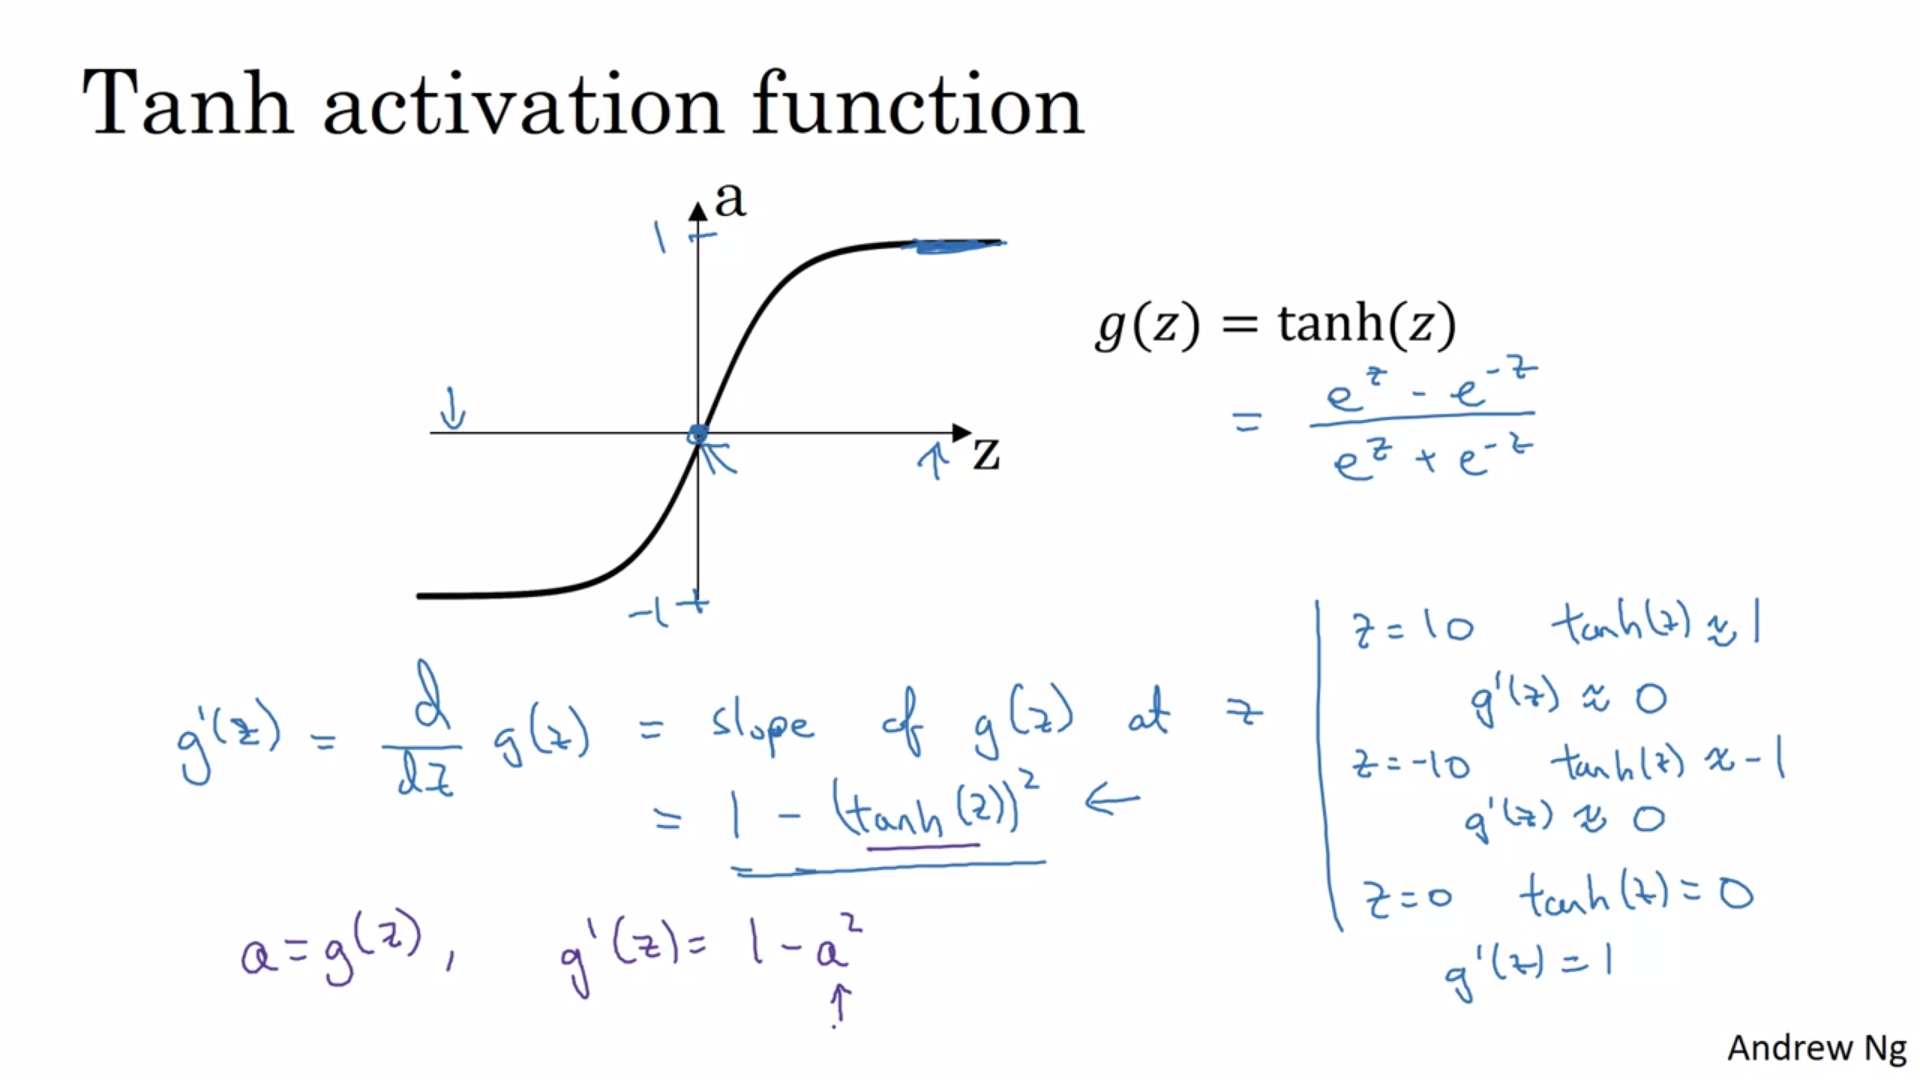 Tanh activation function
a
1
z
-1
g(z) = tanh(z)
= e^z - e^-z / e^z + e^-z
g'(z) = d/dz g(z) = slope of g(z) at z
= 1 - (tanh(z))² ←
a = g(z), g'(z) = 1 - a²
↑
z = 10 tanh(z) ≈ 1
g'(z) ≈ 0
z = -10 tanh(z) ≈ -1
g'(z) ≈ 0
z = 0 tanh(z) = 0
g'(z) = 1
Andrew Ng